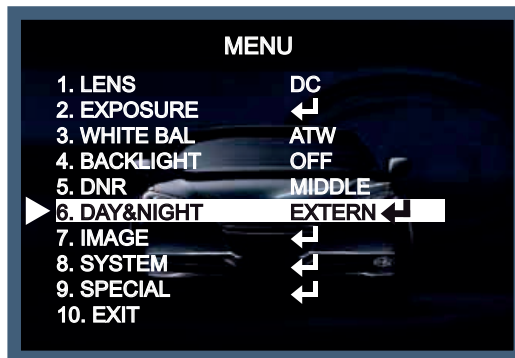 MENU
1. LENS DC
2. EXPOSURE ↵
3. WHITE BAL ATW
4. BACKLIGHT OFF
5. DNR MIDDLE
6. DAY&NIGHT EXTERN ↵
7. IMAGE ↵
8. SYSTEM ↵
9. SPECIAL ↵
10. EXIT